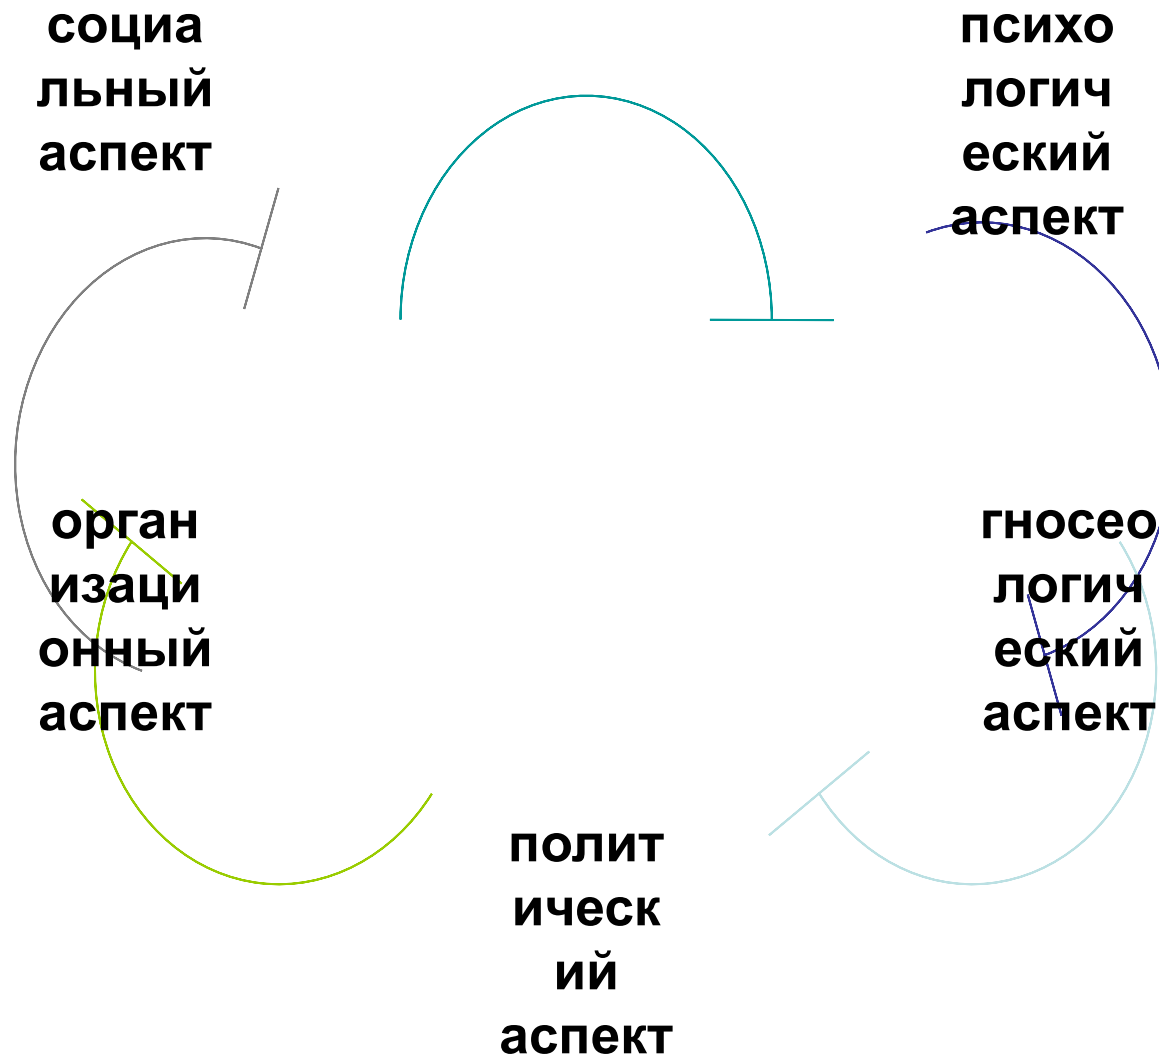 социа
льный
аспект
психо
логич
еский
аспект
орган
изаци
онный
аспект
гносео
логич
еский
аспект
полит
ическ
ий
аспект